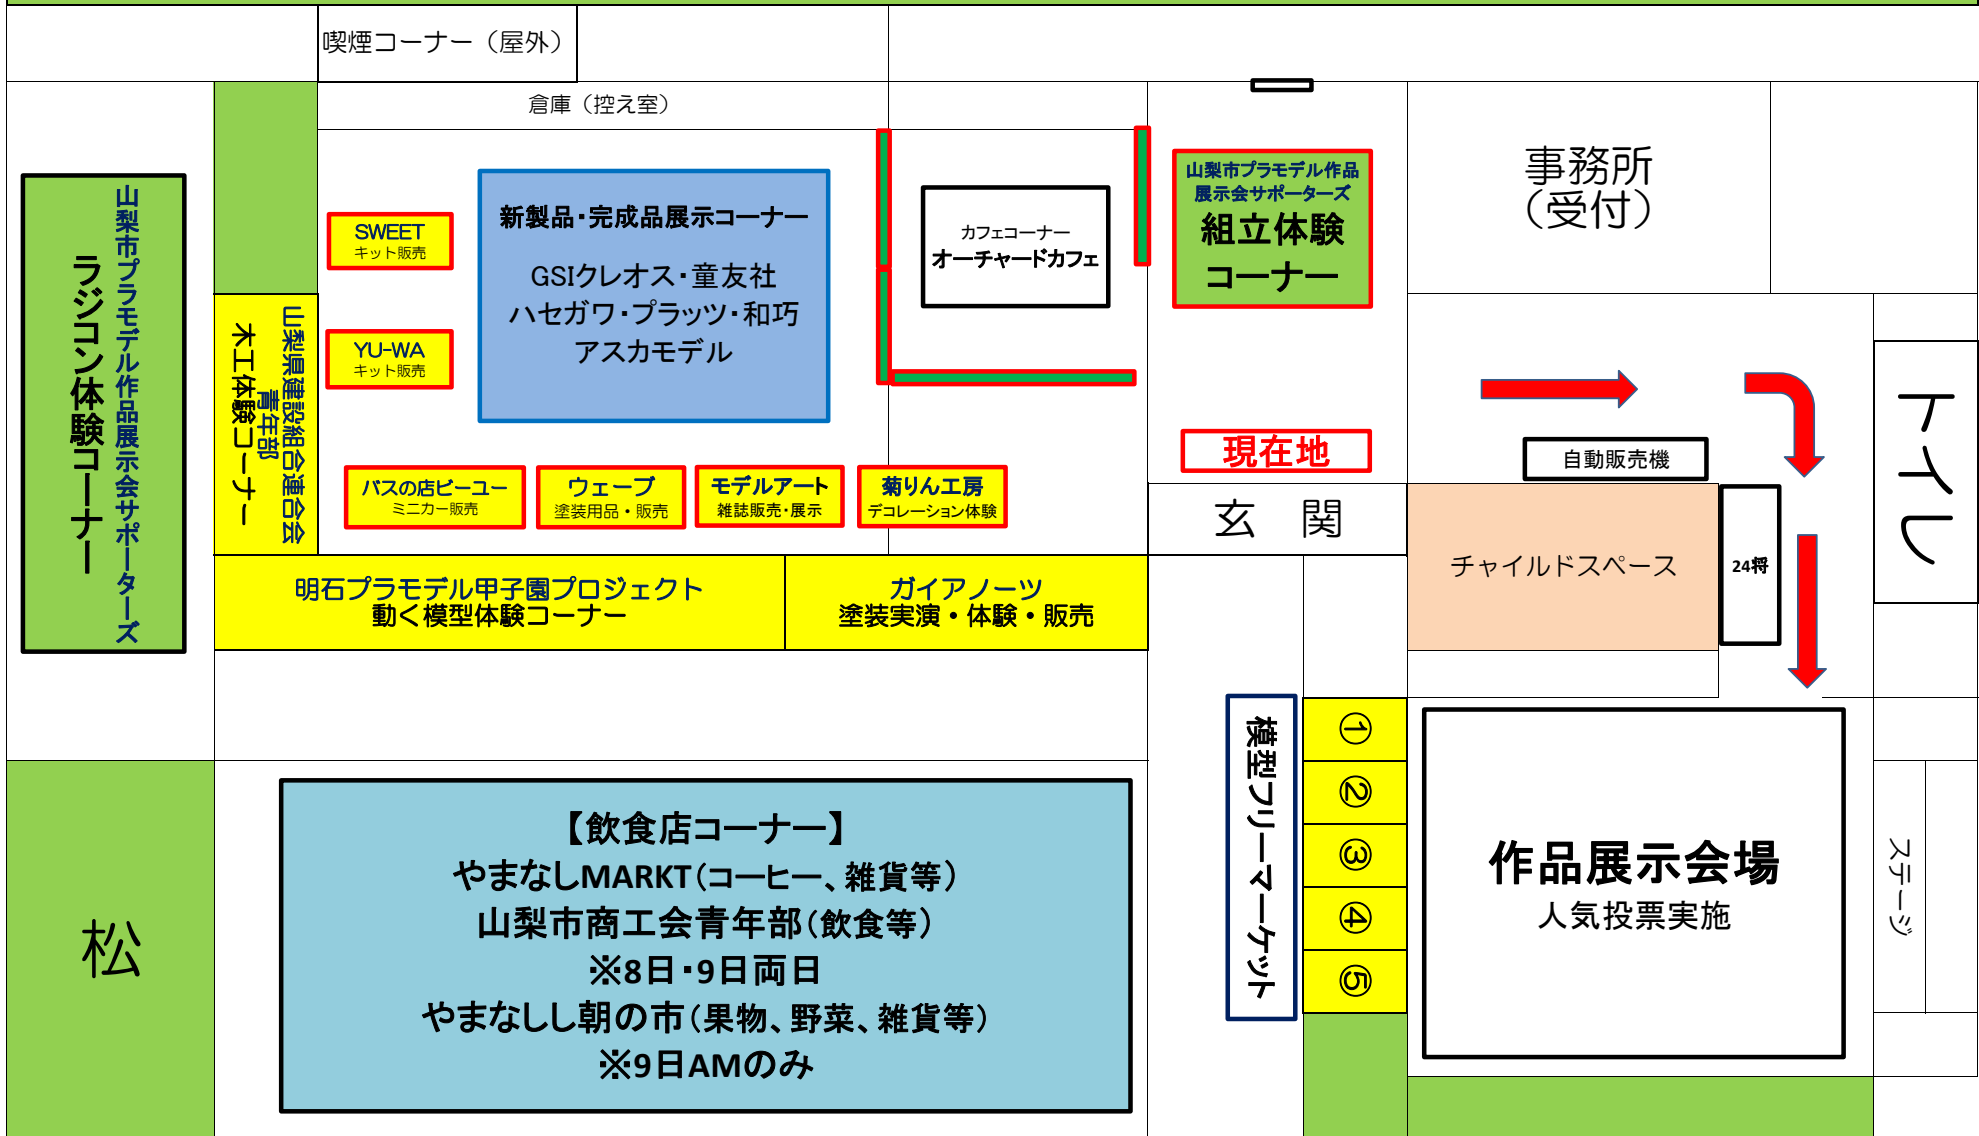 喫煙コーナー（屋外）
倉庫（控え室）
山梨市プラモデル作品展示会サポーターズ
ラジコン体験コーナー
山梨県建設組合連合会
青年部
木工体験コーナー
SWEET
キット販売
YU-WA
キット販売
新製品・完成品展示コーナー
GSIクレオス・童友社
ハセガワ・プラッツ・和巧
アスカモデル
カフェコーナー
オーチャードカフェ
山梨市プラモデル作品
展示会サポーターズ
組立体験
コーナー
事務所
（受付）
バスの店ビーユー
ミニカー販売
ウェーブ
塗装用品・販売
モデルアート
雑誌販売・展示
菊りん工房
デコレーション体験
現在地
玄　関
自動販売機
チャイルドスペース
24将
トイレ
明石プラモデル甲子園プロジェクト
動く模型体験コーナー
ガイアノーツ
塗装実演・体験・販売
松
【飲食店コーナー】
やまなしMARKT（コーヒー、雑貨等）
山梨市商工会青年部（飲食等）
※8日・9日両日
やまなしし朝の市（果物、野菜、雑貨等）
※9日AMのみ
模型フリーマーケット
①
②
③
④
⑤
作品展示会場
人気投票実施
ステージ